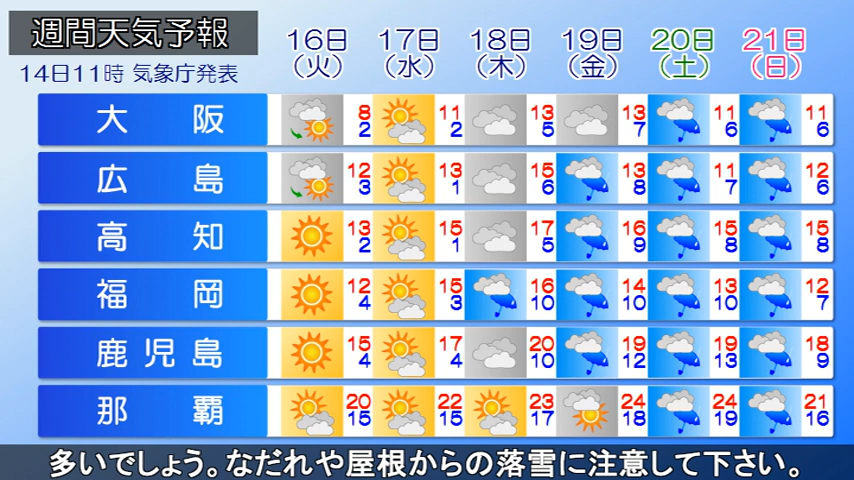 週間天気予報
14日11時 気象庁発表
16日 17日 18日 19日 20日 21日
（火） （水） （木） （金） （土） （日）
大阪 8 11 13 13 11 11
2 2 5 7 6 6
広島 12 13 15 13 11 12
3 1 6 8 7 6
高知 13 15 17 16 15 15
2 1 5 9 8 8
福岡 12 15 16 14 13 12
4 3 10 10 10 7
鹿児島 15 17 20 19 19 18
4 4 10 12 13 9
那覇 20 22 23 24 24 21
15 15 17 18 19 16
多いでしょう。なだれや屋根からの落雪に注意して下さい。